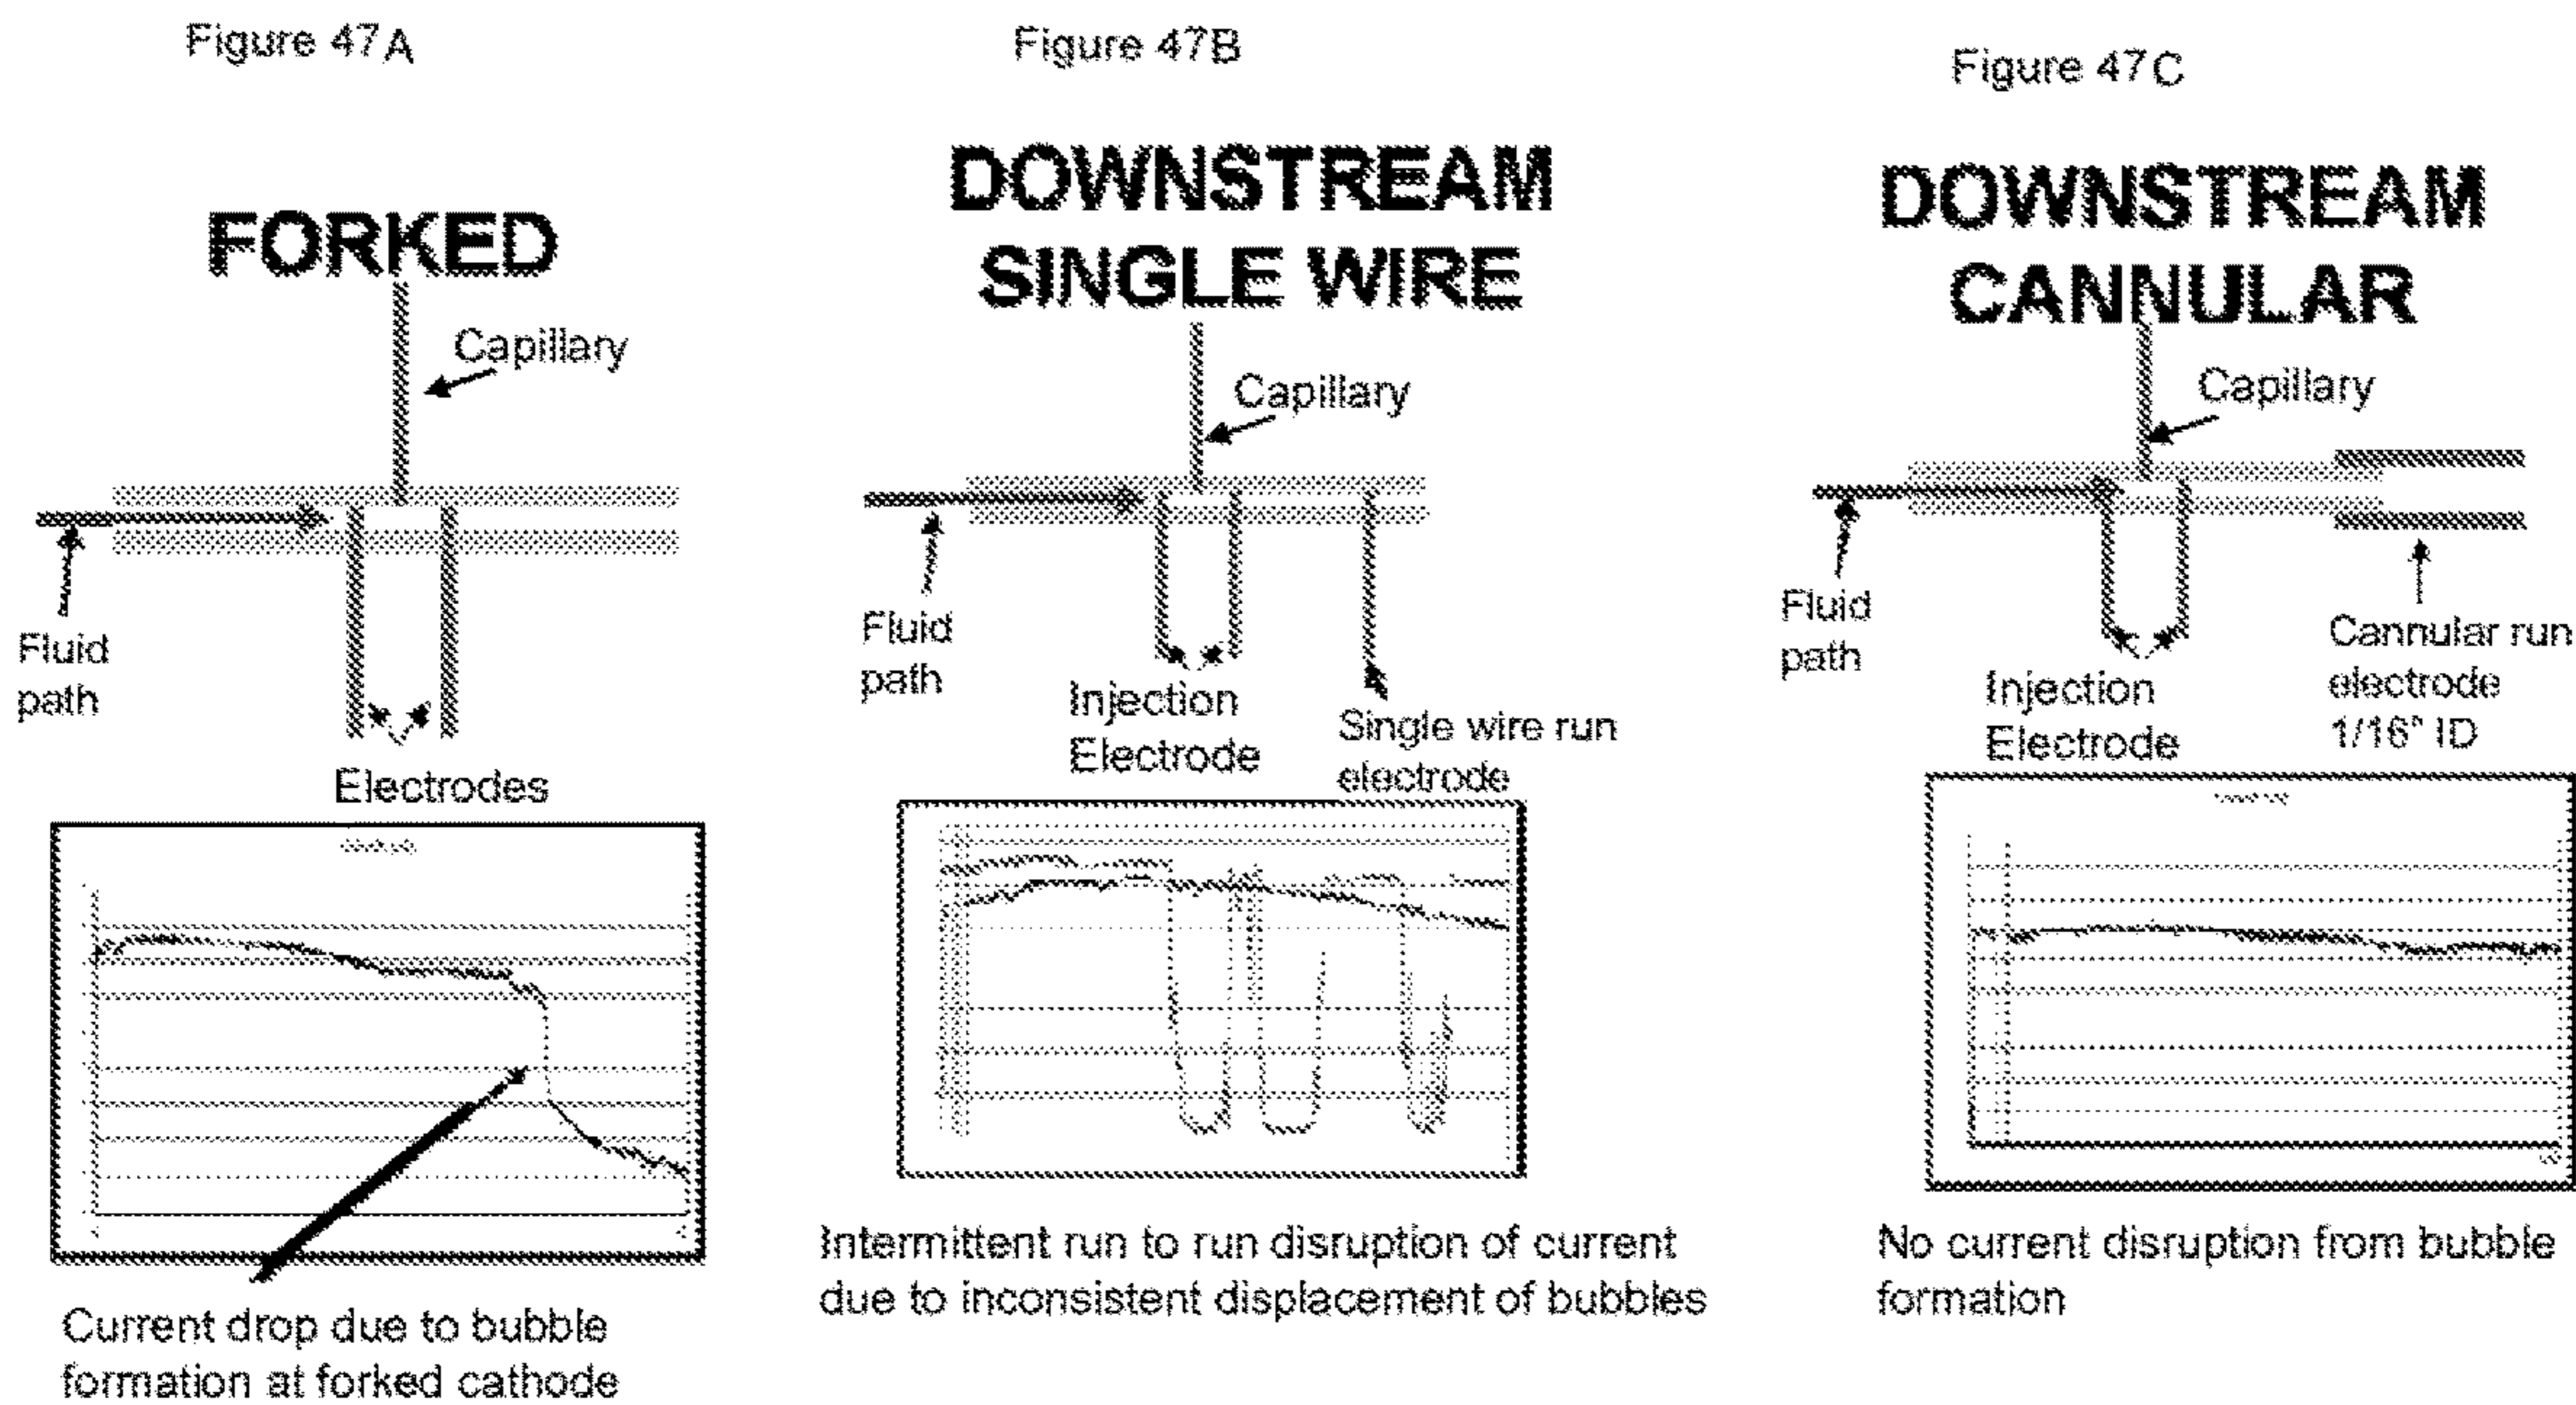 Figure 47A
FORKED
Capillary
Fluid
path
Electrodes
Current drop due to bubble
formation at forked cathode
Figure 47B
DOWNSTREAM
SINGLE WIRE
Capillary
Fluid
path
Injection
Electrode
Single wire run
electrode
Intermittent run to run disruption of current
due to inconsistent displacement of bubbles
Figure 47C
DOWNSTREAM
CANNULAR
Capillary
Fluid
path
Injection
Electrode
Cannular run
electrode
1/16" ID
No current disruption from bubble
formation